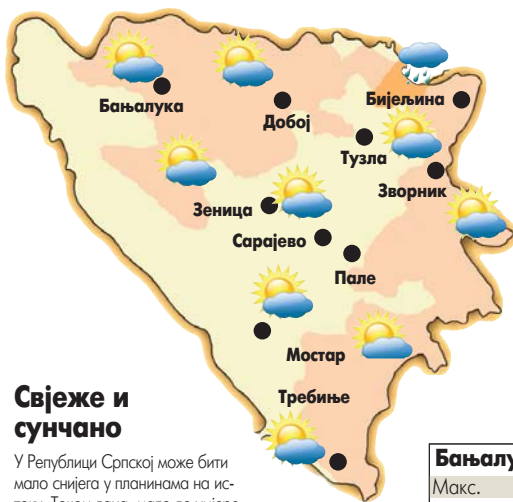 Бањалука
Добој
Бијељина
Тузла
Зворник
Зеница
Сарајево
Пале
Мостар
Требиње
Свјеже и
сунчано
У Републици Српској може бити
мало снијега у планинама на ис-
Бањалу
Макс.